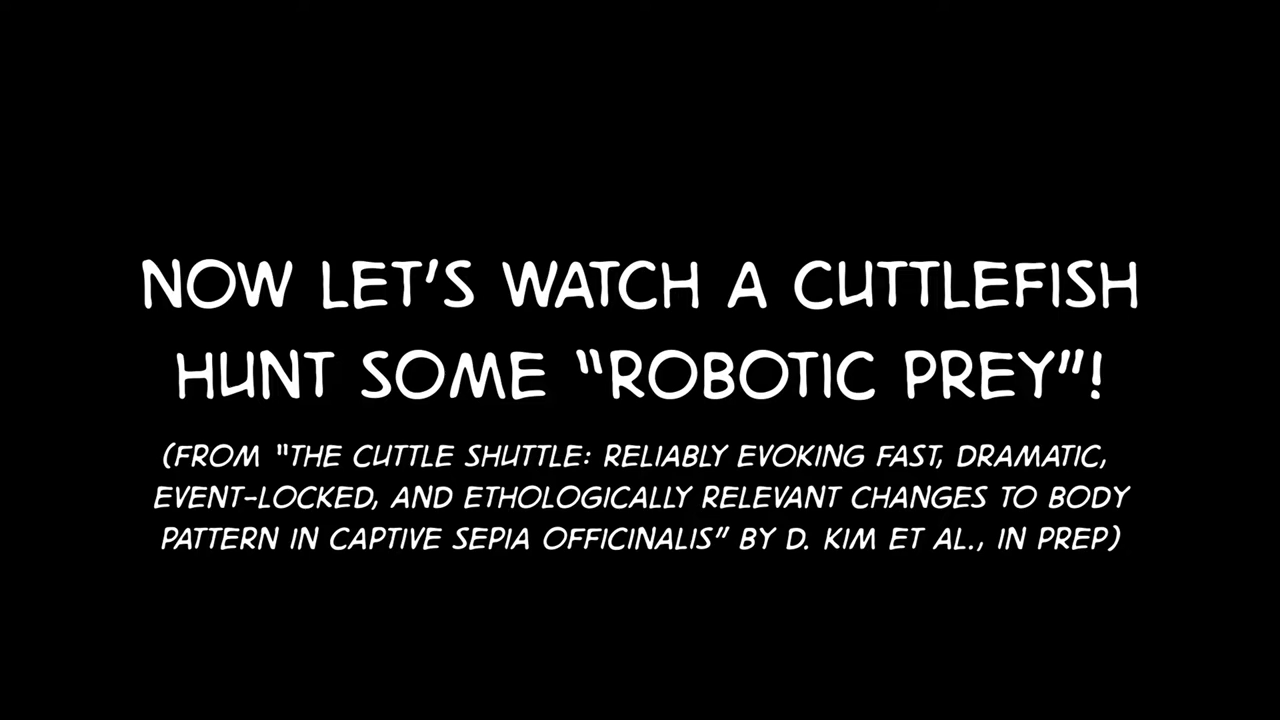 NOW LET'S WATCH A CUTTLEFISH
HUNT SOME "ROBOTIC PREY"!
(FROM "THE CUTTLE SHUTTLE: RELIABLY EVOKING FAST, DRAMATIC,
EVENT-LOCKED, AND ETHOLOGICALLY RELEVANT CHANGES TO BODY
PATTERN IN CAPTIVE SEPIA OFFICINALIS" BY D. KIM ET AL., IN PREP)